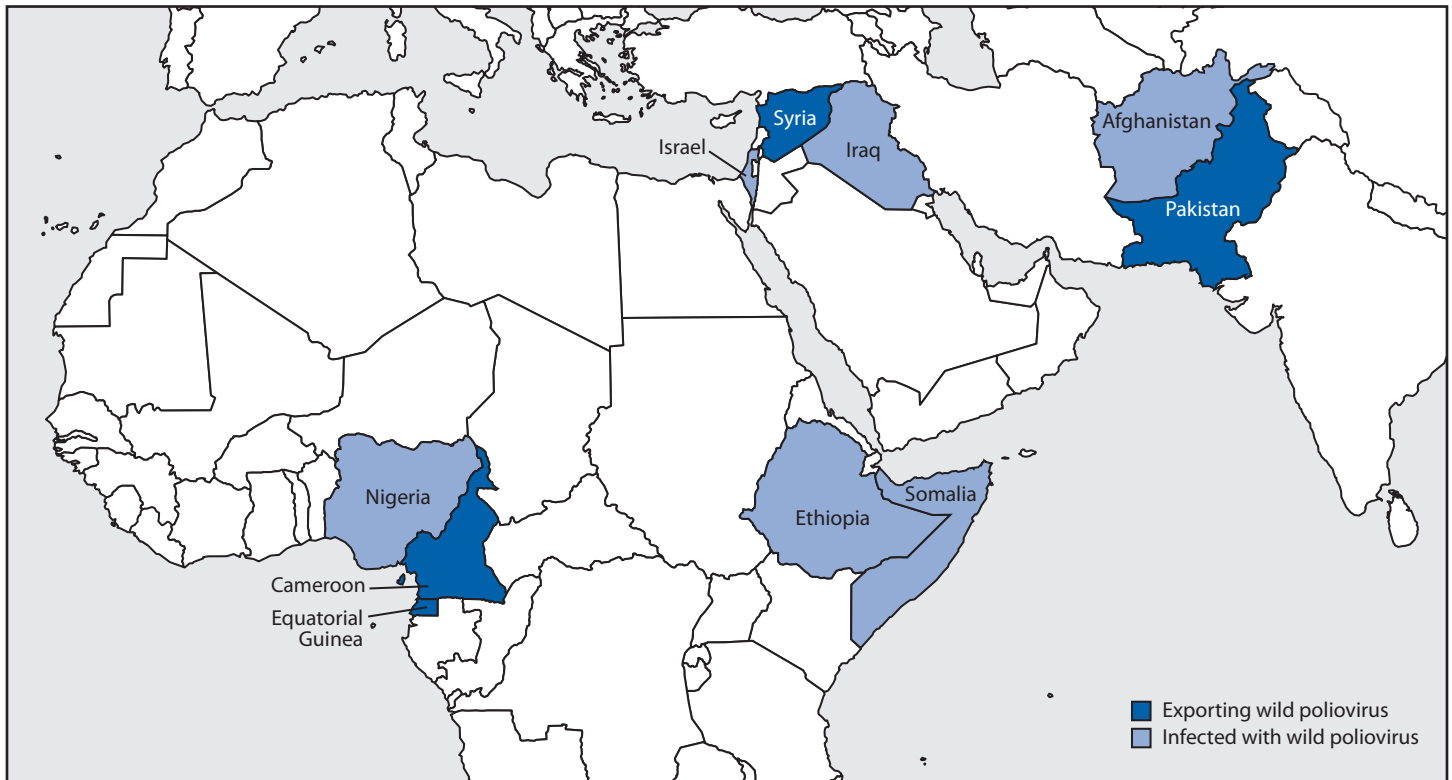 Syria
Israel
Iraq
Afghanistan
Pakistan
Nigeria
Somalia
Ethiopia
Cameroon
Equatorial
Guinea
Exporting wild poliovirus
Infected with wild poliovirus